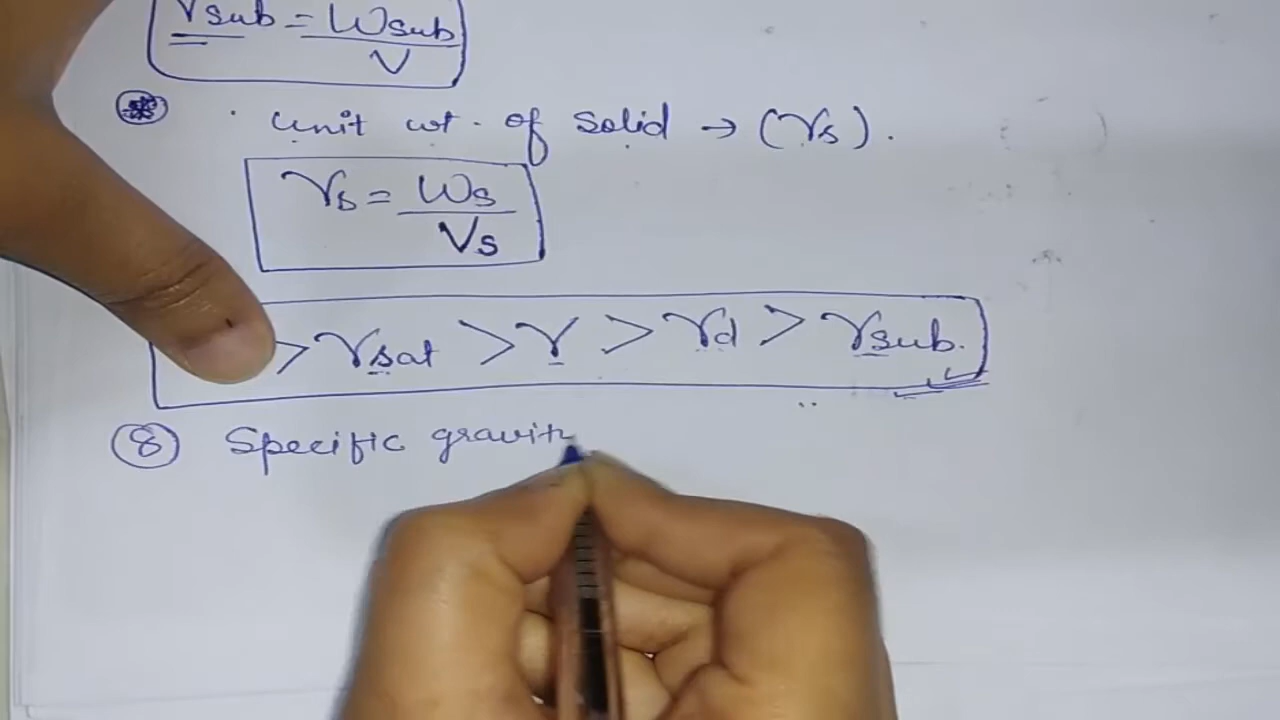 γsub = Wsub / V
unit wt. of Solid → (γs).
γs = Ws / Vs
> γsat > γ > γd > γsub.
⑧ Specific gravit